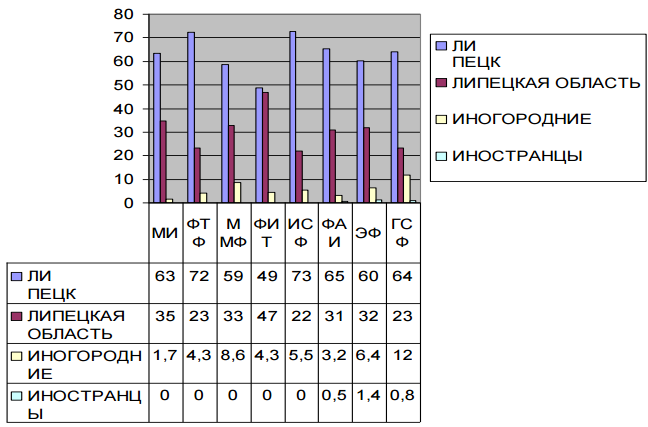 80
70
60
50
40
30
20
10
0
ЛИ
ПЕЦК
ЛИПЕЦКАЯ ОБЛАСТЬ
ИНОГОРОДНИЕ
ИНОСТРАНЦЫ
МИ ФТ Ф М МФ ФИ Т ИС Ф ФА И ЭФ ГС Ф
ЛИ
ПЕЦК 63 72 59 49 73 65 60 64
ЛИПЕЦКАЯ
ОБЛАСТЬ 35 23 33 47 22 31 32 23
ИНОГОРОДН
ИЕ 1,7 4,3 8,6 4,3 5,5 3,2 6,4 12
ИНОСТРАНЦ
Ы 0 0 0 0 0 0,5 1,4 0,8